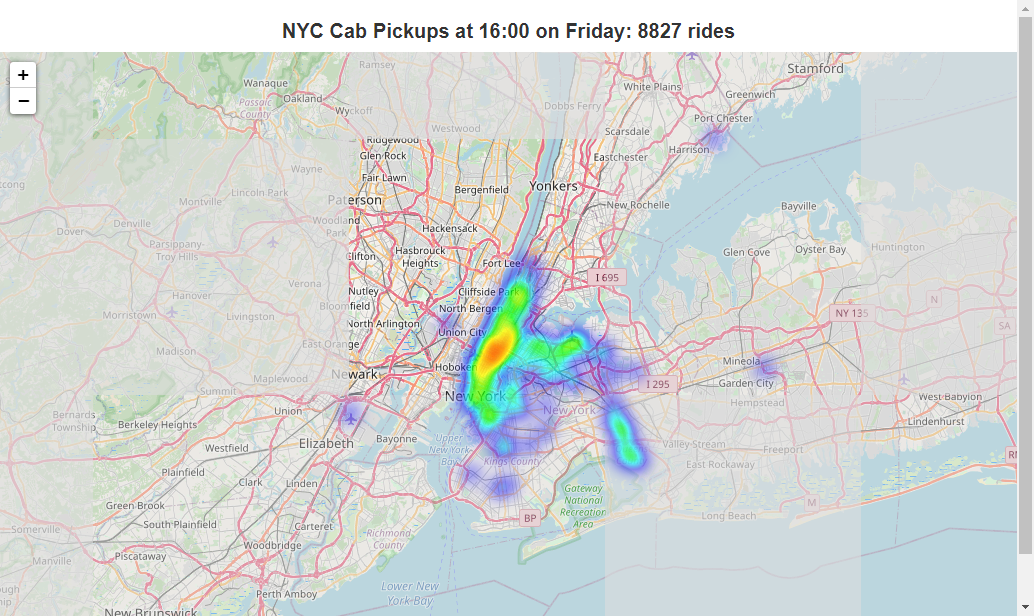 NYC Cab Pickups at 16:00 on Friday: 8827 rides
+
−
Ramsey
Stamford
Wanaque
White Plains
Greenwich
Oakland
Passaic
County
Wyckoff
Dobbs Ferry
Port Chester
Westwood
Scarsdale
Ridgewood
Harrison
Glen Rock
Eastchester
Wayne
Fair Lawn
Bergenfield
Yonkers
Lincoln Park
Montville
Paterson
New Rochelle
Bayville
Denville
Woodland
Park
Hackensack
Dover
Parsippany-
Troy Hills
Clifton
Hasbrouck
Heights
Fort Lee
Glen Cove
Oyster Bay
Huntington
I 695
Verona
Nutley
Cliffside Park
Hanover
Bloomfield
North Bergen
N
Morristown
Livingston
North Arlington
NY 135
Union City
SA
East Orange
Madison
Hoboken
Mineola
Maplewood
Newark
I 295
Garden City
Summit
New York
West Babylon
Hempstead
Bernards
Township
Union
New York
Lindenhurst
Berkeley Heights
Elizabeth
Bayonne
Upper
New York
Bay
Valley Stream
Freeport
Westfield
Kings County
East Rockaway
Plainfield
Clark
Linden
Gateway
National
Recreation
Area
M
Green Brook
BP
Long Beach
South Plainfield
Somerville
Carteret
Richmond
County
Woodbridge
Piscataway
Manville
Lower New
York Bay
Perth Amboy
New Brunswick